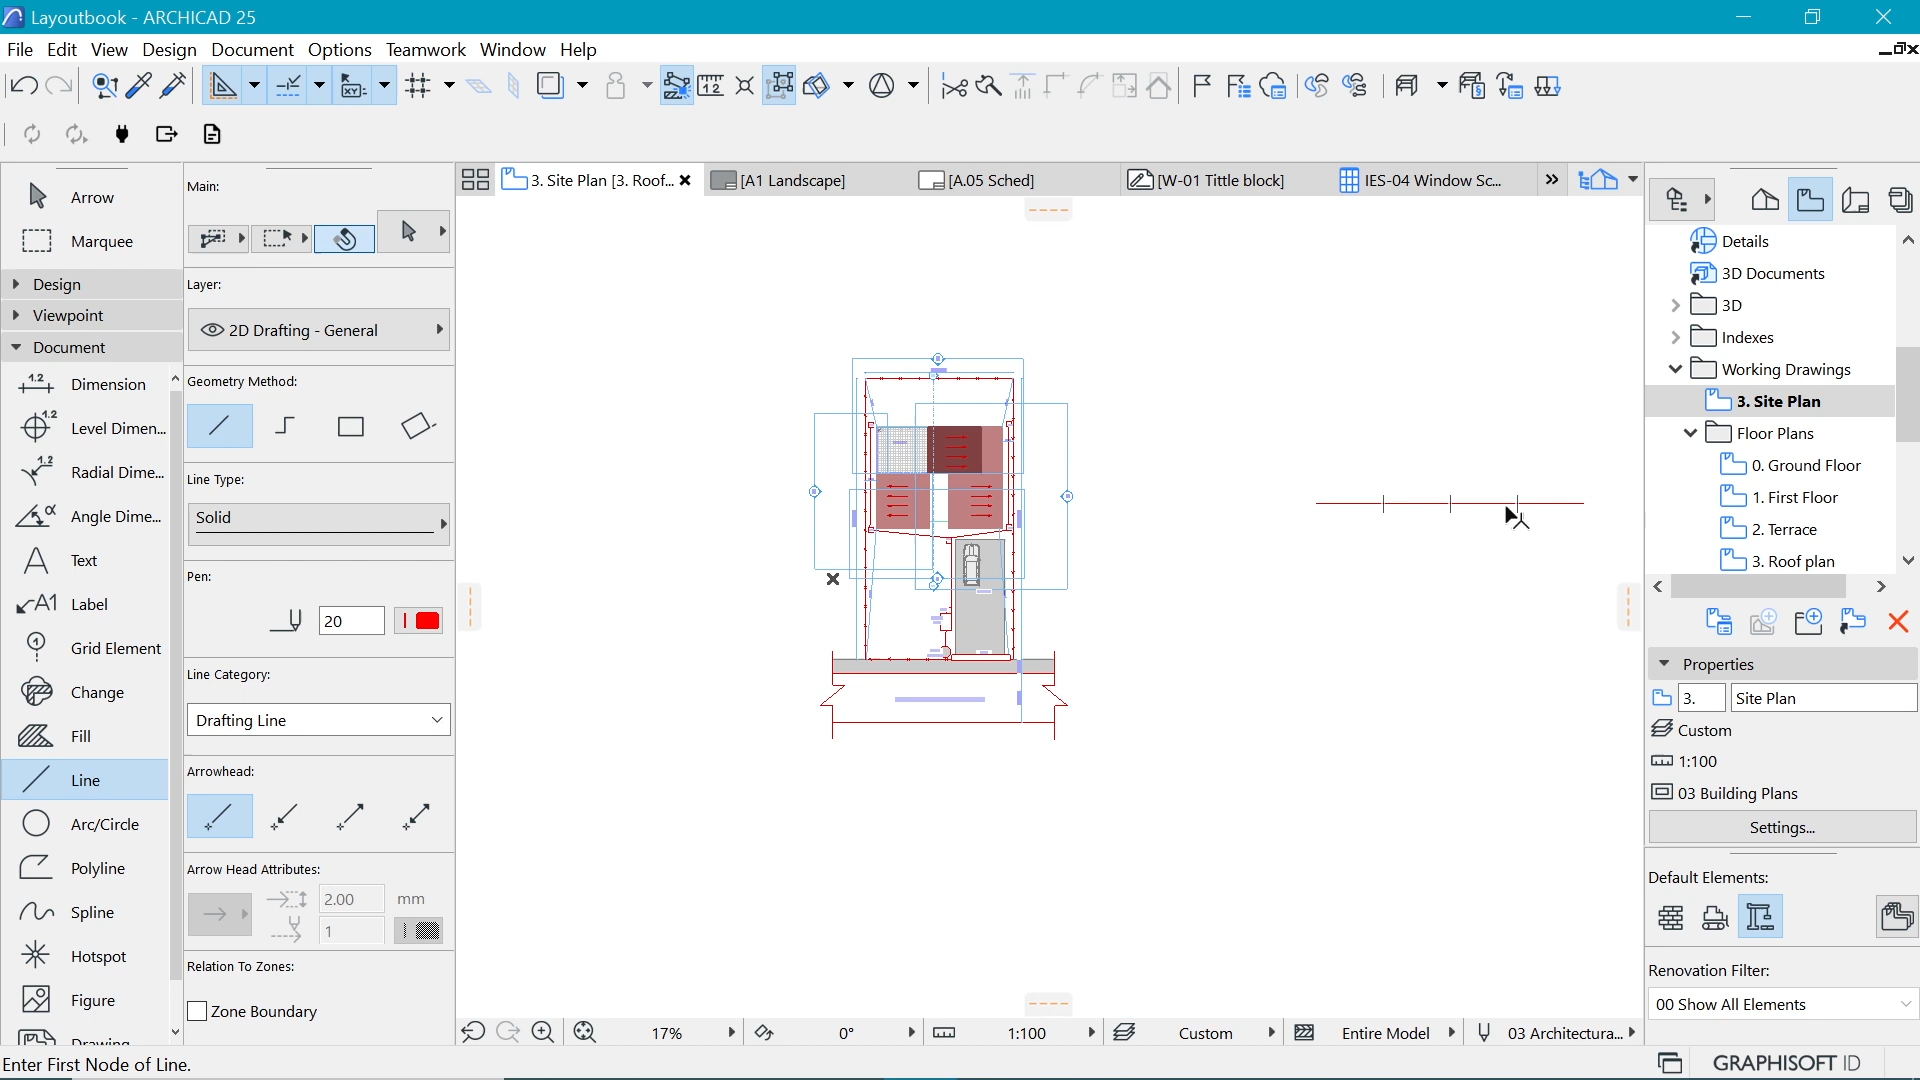 Layoutbook - ARCHICAD 25
File Edit View Design Document Options Teamwork Window Help
Main:
3. Site Plan [3. Roof...
[A1 Landscape]
[A.05 Sched]
[W-01 Tittle block]
IES-04 Window Sc...
Arrow
Marquee
Design
Viewpoint
Document
Dimension
Level Dimen...
Radial Dime...
Angle Dime...
Text
Label
Grid Element
Change
Fill
Line
Arc/Circle
Polyline
Spline
Hotspot
Figure
Layer:
2D Drafting - General
Geometry Method:
Line Type:
Solid
Pen:
20
Line Category:
Drafting Line
Arrowhead:
Arrow Head Attributes:
2.00 mm
1
Relation To Zones:
Zone Boundary
Details
3D Documents
3D
Indexes
Working Drawings
3. Site Plan
Floor Plans
0. Ground Floor
1. First Floor
2. Terrace
3. Roof plan
Properties
3. Site Plan
Custom
1:100
03 Building Plans
Settings...
Default Elements:
Renovation Filter:
00 Show All Elements
17% 0° 1:100 Custom Entire Model 03 Architectura...
Enter First Node of Line.
GRAPHISOFT ID